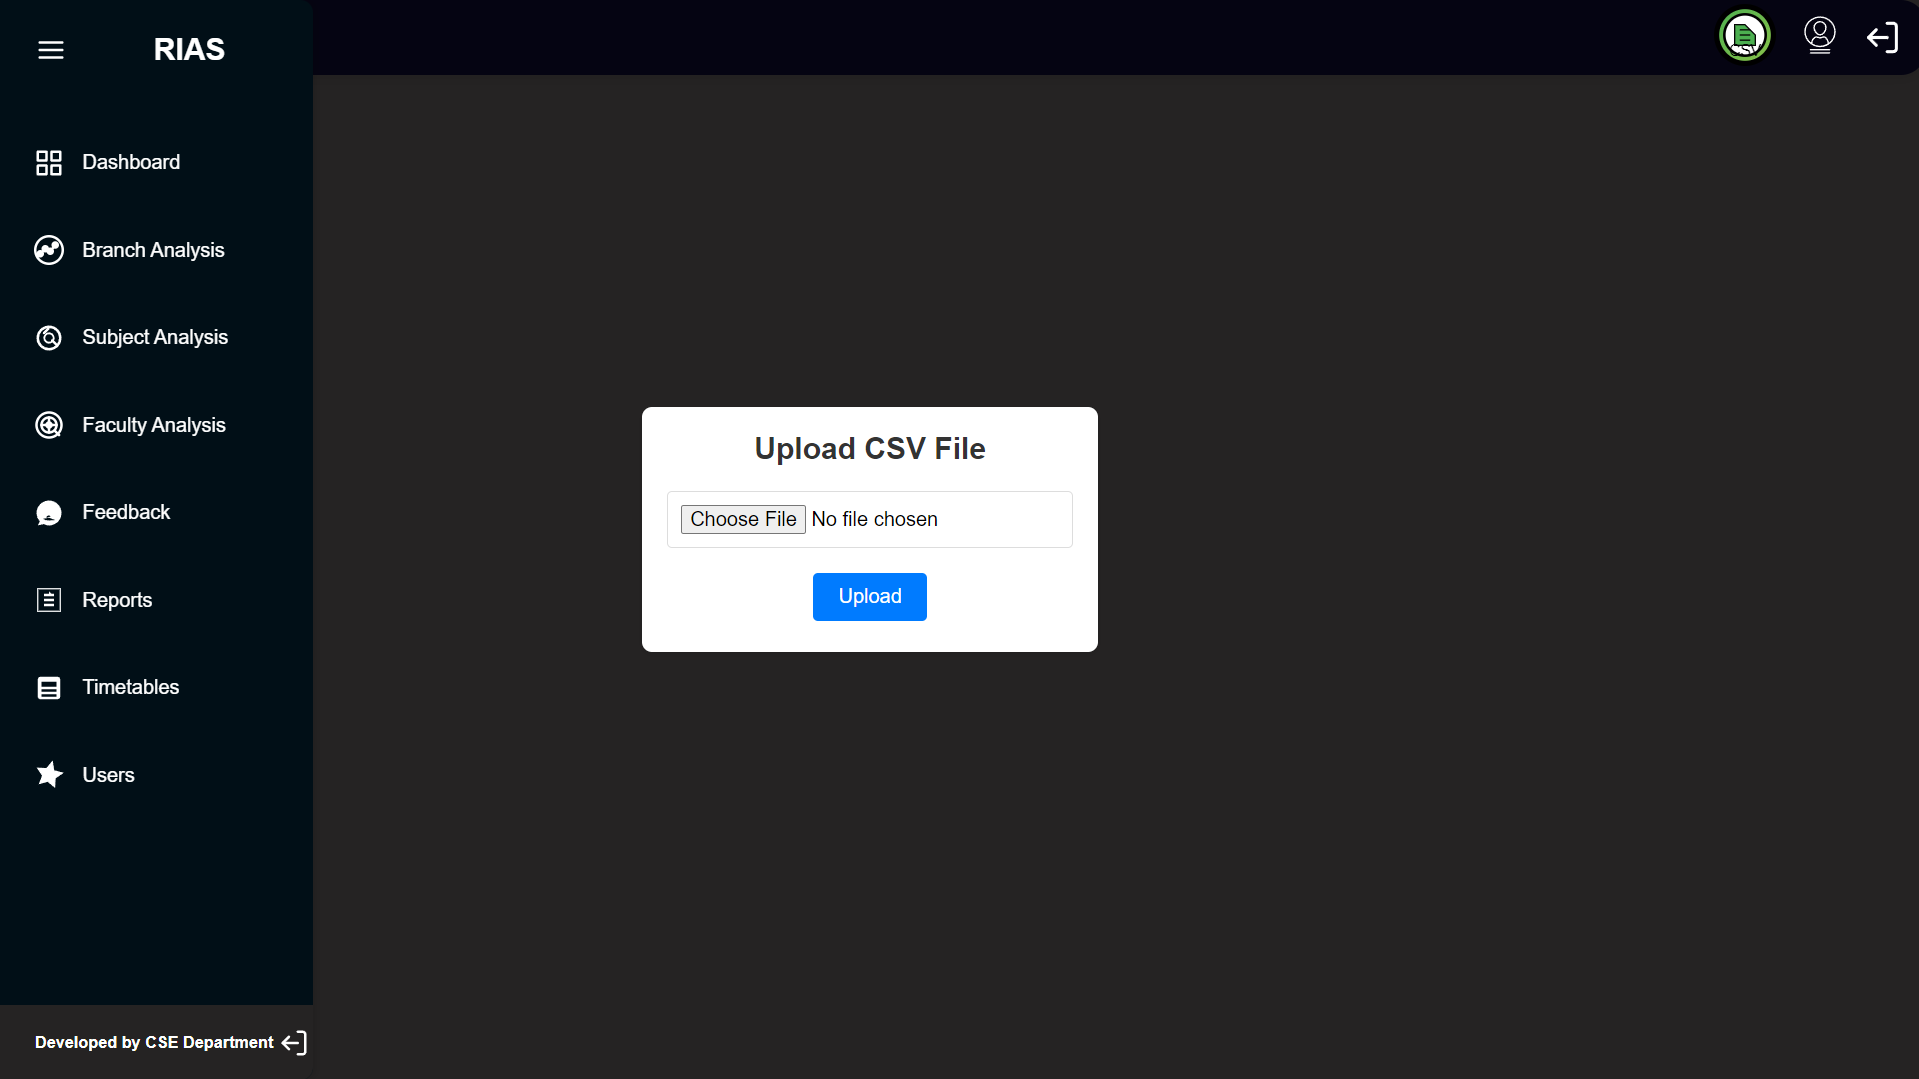 RIAS
CSV
Dashboard
Branch Analysis
Subject Analysis
Faculty Analysis
Feedback
Reports
Timetables
Users
Upload CSV File
Choose File No file chosen
Upload
Developed by CSE Department